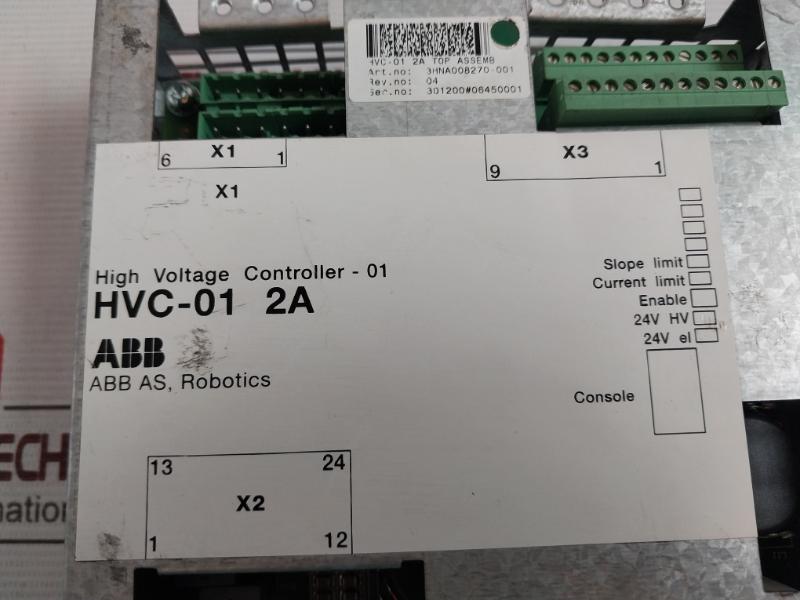 HVC-01 2A TOP ASSEMB
Art.no: 3HNA008270-001
Rev.no: 04
Ser.no: 301200#06450001
6 X1 1
X1
X3
9 1
High Voltage Controller - 01
HVC-01 2A
ABB
ABB AS, Robotics
Slope limit
Current limit
Enable
24V HV
24V el
Console
13 24
X2
1 12
ECH
mation